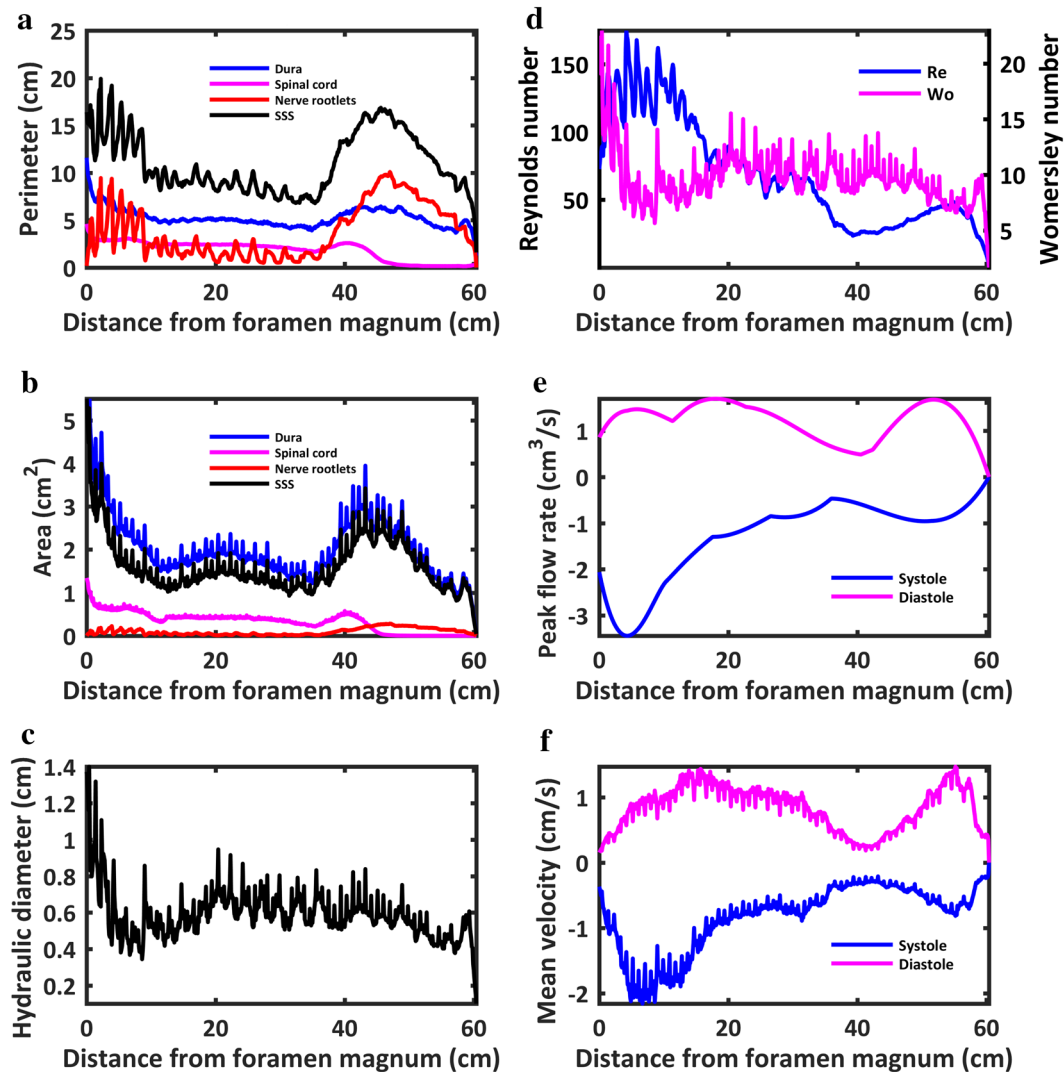 a
Perimeter (cm)
25
20
15
10
5
0
Dura
Spinal cord
Nerve rootlets
SSS
0 20 40 60
Distance from foramen magnum (cm)
d
Reynolds number
150
100
50
Re
Wo
20
15
10
5
Womersley number
0 20 40 60
Distance from foramen magnum (cm)
b
Area (cm²)
5
4
3
2
1
0
Dura
Spinal cord
Nerve rootlets
SSS
0 20 40 60
Distance from foramen magnum (cm)
e
Peak flow rate (cm³/s)
1
0
-1
-2
-3
Systole
Diastole
0 20 40 60
Distance from foramen magnum (cm)
c
Hydraulic diameter (cm)
1.4
1.2
1
0.8
0.6
0.4
0.2
0 20 40 60
Distance from foramen magnum (cm)
f
Mean velocity (cm/s)
1
0
-1
-2
Systole
Diastole
0 20 40 60
Distance from foramen magnum (cm)